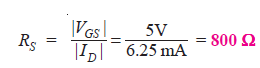 R_S = |V_GS| / |I_D| = 5V / 6.25 mA = 800 Ω